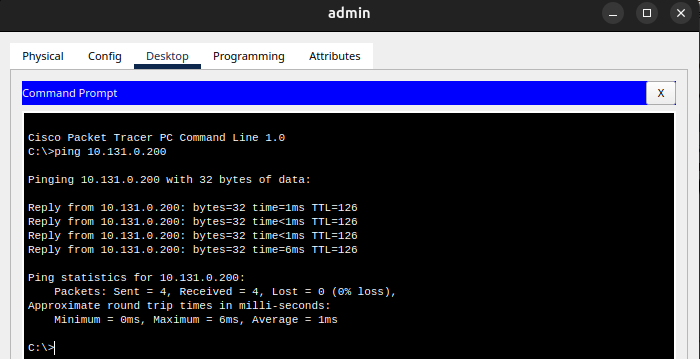 admin
Physical Config Desktop Programming Attributes
Command Prompt X
Cisco Packet Tracer PC Command Line 1.0
C:\>ping 10.131.0.200
Pinging 10.131.0.200 with 32 bytes of data:
Reply from 10.131.0.200: bytes=32 time=1ms TTL=126
Reply from 10.131.0.200: bytes=32 time<1ms TTL=126
Reply from 10.131.0.200: bytes=32 time<1ms TTL=126
Reply from 10.131.0.200: bytes=32 time=6ms TTL=126
Ping statistics for 10.131.0.200:
Packets: Sent = 4, Received = 4, Lost = 0 (0% loss),
Approximate round trip times in milli-seconds:
Minimum = 0ms, Maximum = 6ms, Average = 1ms
C:\>